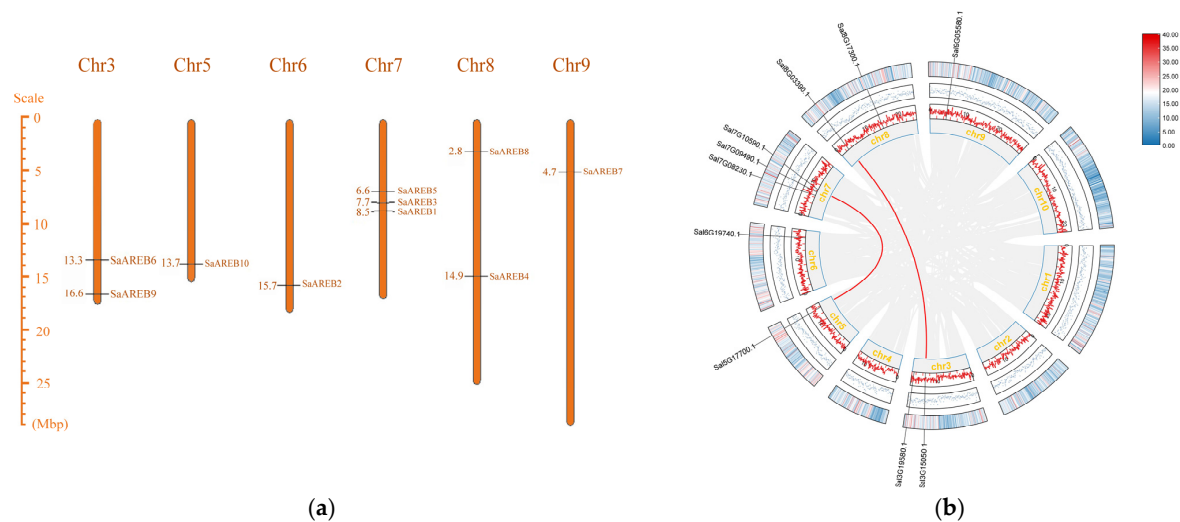 Chr3 Chr5 Chr6 Chr7 Chr8 Chr9
Scale
0
5
10
15
20
25
(Mbp)
13.3 SaAREB6
16.6 SaAREB9
13.7 SaAREB10
15.7 SaAREB2
6.6 SaAREB5
7.7 SaAREB3
8.5 SaAREB1
2.8 SaAREB8
14.9 SaAREB4
4.7 SaAREB7
(a)
Sal8G17300.1
Sal8G03390.1
Sal7G10590.1
Sal7G09480.1
Sal7G08230.1
Sal6G19740.1
Sal5G17700.1
Sal3G19580.1
Sal3G15050.1
Sal9G05580.1
chr8
chr9
chr10
chr1
chr2
chr3
chr4
chr5
chr6
chr7
40.00
35.00
30.00
25.00
20.00
15.00
10.00
5.00
0.00
(b)